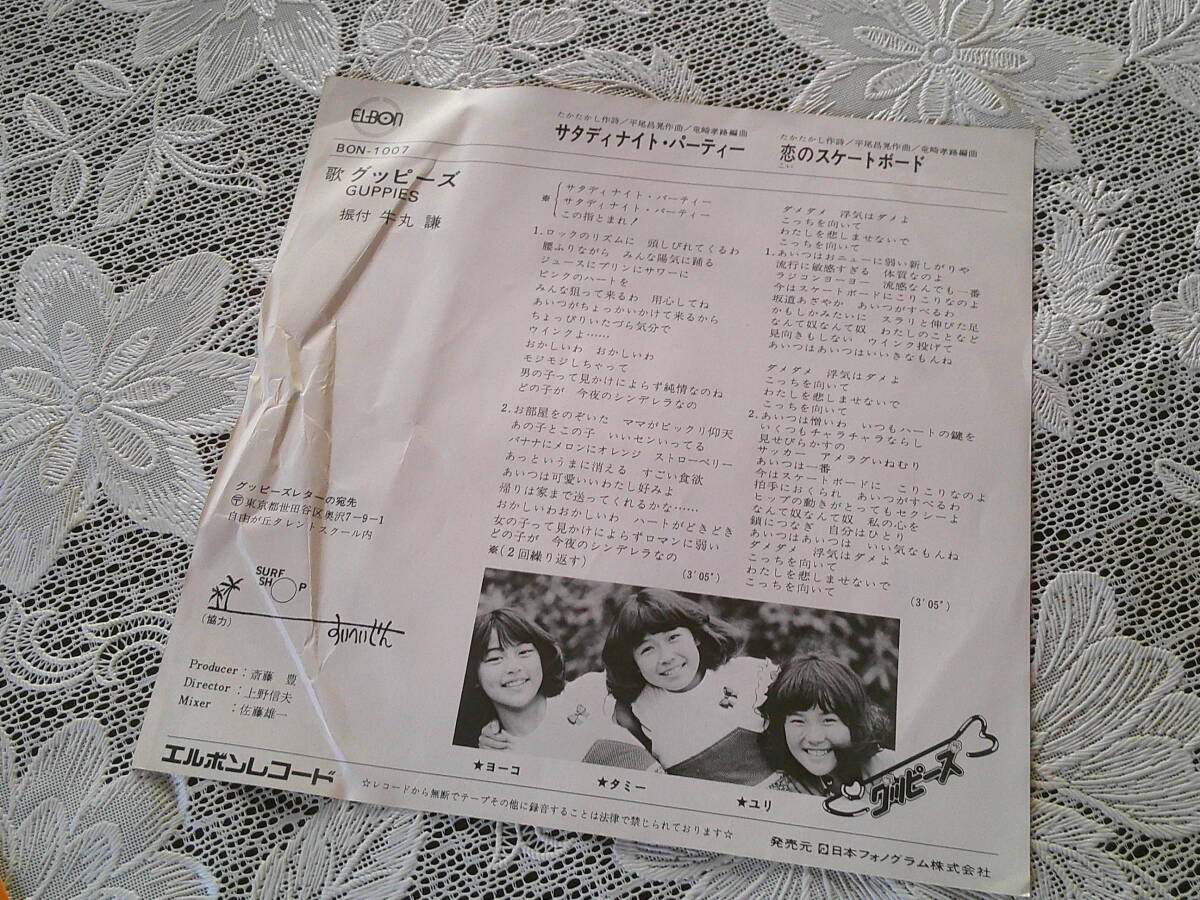 EL-BON
BON-1007
歌 グッピーズ
GUPPIES
振付 牛丸 謙
たかたかし作詩／平尾昌晃作曲／竜崎孝路編曲
サタディナイト・パーティー
※ サタディナイト・パーティー
サタディナイト・パーティー
この指とまれ！
1.ロックのリズムに 頭しびれてくるわ
腰ふりながら みんな陽気に踊る
ジュースにプリンにサワーに
ピンクのハートを
みんな狙って来るわ 用心してね
あいつがちょっかいかけて来るから
ちょっぴりいたづら気分で
ウインクよ……
おかしいわ おかしいわ
モジモジしちゃって
男の子って見かけによらず純情なのね
どの子が 今夜のシンデレラなの
2.お部屋をのぞいた ママがビックリ仰天
あの子とこの子 いいセンいってる
バナナにメロンにオレンジ ストローベリー
あっというまに消える すごい食欲
あいつは可愛いいわたし好みよ
帰りは家まで送ってくれるかな……
おかしいわおかしいわ ハートがどきどき
女の子って見かけによらずロマンに弱い
どの子が 今夜のシンデレラなの
※(2回繰り返す)
(3′05″)
たかたかし作詩／平尾昌晃作曲／竜崎孝路編曲
恋のスケートボード
こい
ダメダメ 浮気はダメよ
こっちを向いて
わたしを悲しませないで
こっちを向いて
1.あいつはおニューに弱い新しがりや
流行に敏感すぎる 体質なのよ
ラジコンヨーヨー 流感なんでも一番
今はスケートボードにこりこりなのよ
坂道あざやか あいつがすべるわ
かもしかみたいに スラリと伸びた足
なんて奴なんて奴 わたしのことなど
見向きもしない ウインク投げて
あいつはあいつはいいきなもんね
ダメダメ 浮気はダメよ
こっちを向いて
わたしを悲しませないで
こっちを向いて
2.あいつは憎いわ いつもハートの鍵を
いくつもチャラチャラならし
見せびらかすの
サッカー アメラグいねむり
あいつは一番
今はスケートボードに こりこりなのよ
拍手におくられ あいつがすべるわ
ヒップの動きがとってもセクシーよ
なんて奴なんて奴 私の心を
鎖につなぎ 自分はひとり
あいつはあいつは いい気なもんね
ダメダメ 浮気はダメよ
こっちを向いて
わたしを悲しませないで
こっちを向いて
(3′05″)
グッピーズレターの宛先
〒東京都世田谷区奥沢7-9-1
自由が丘タレントスクール内
SURF
SHOP
すいへいせん
(協力)
Producer：斎藤 豊
Director：上野信夫
Mixer ：佐藤雄一
エルボンレコード
★ヨーコ
★タミー
★ユリ
グッピーズ
☆レコードから無断でテープその他に録音することは法律で禁じられております☆
発売元 日本フォノグラム株式会社